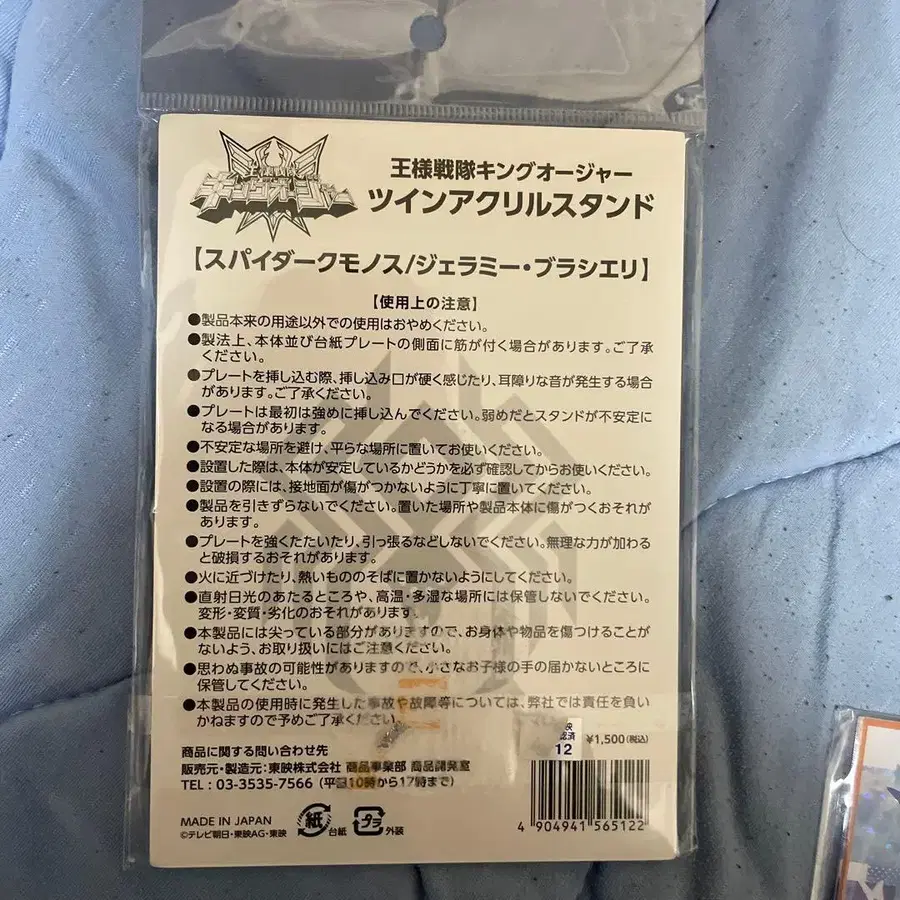 王様戦隊
キングオージャー
王様戦隊キングオージャー
ツインアクリルスタンド
【スパイダークモノス/ジェラミー・ブラシエリ】
【使用上の注意】
●製品本来の用途以外での使用はおやめください。
●製法上、本体並び台紙プレートの側面に筋が付く場合があります。ご了承
ください。
●プレートを挿し込む際、挿し込み口が硬く感じたり、耳障りな音が発生する場合
があります。ご了承ください。
●プレートは最初は強めに挿し込んでください。弱めだとスタンドが不安定に
なる場合があります。
●不安定な場所を避け、平らな場所に置いてお使いください。
●設置した際は、本体が安定しているかどうかを必ず確認してからお使いください。
●設置の際には、接地面が傷がつかないように丁寧に置いてください。
●製品を引きずらないでください。置いた場所や製品本体に傷がつくおそれが
あります。
●プレートを強くたたいたり、引っ張るなどしないでください。無理な力が加わる
と破損するおそれがあります。
●火に近づけたり、熱いもののそばに置かないようにしてください。
●直射日光のあたるところや、高温・多湿な場所には保管しないでください。
変形・変質・劣化のおそれがあります。
●本製品には尖っている部分がありますので、お身体や物品を傷つけることが
ないよう、お取り扱いにはご注意ください。
●思わぬ事故の可能性がありますので、小さなお子様の手の届かないところに
保管してください。
●本製品の使用時に発生した事故や故障等については、弊社では責任を負い
かねますので予めご了承ください。
商品に関する問い合わせ先
販売元・製造元：東映株式会社 商品事業部 商品開発室
TEL：03-3535-7566（平日10時から17時まで）
12
¥1,500(税込)
MADE IN JAPAN
©テレビ朝日・東映AG・東映
紙 台紙
プラ 外装
4 904941 565122